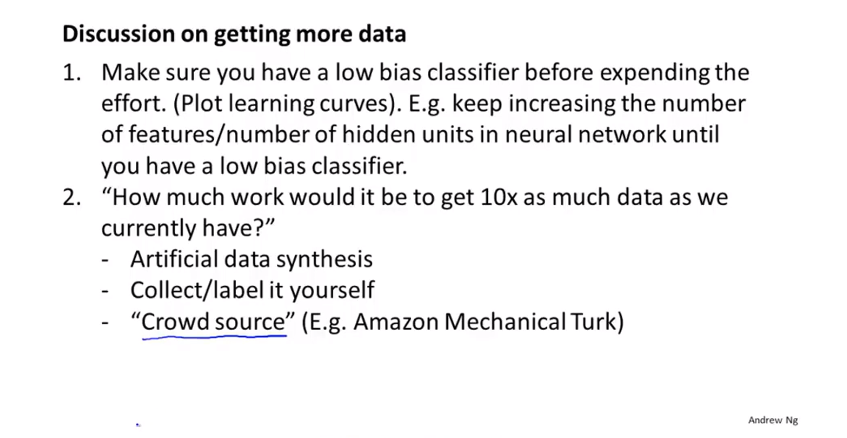 Discussion on getting more data
1. Make sure you have a low bias classifier before expending the
effort. (Plot learning curves). E.g. keep increasing the number
of features/number of hidden units in neural network until
you have a low bias classifier.
2. “How much work would it be to get 10x as much data as we
currently have?”
- Artificial data synthesis
- Collect/label it yourself
- “Crowd source” (E.g. Amazon Mechanical Turk)
Andrew Ng